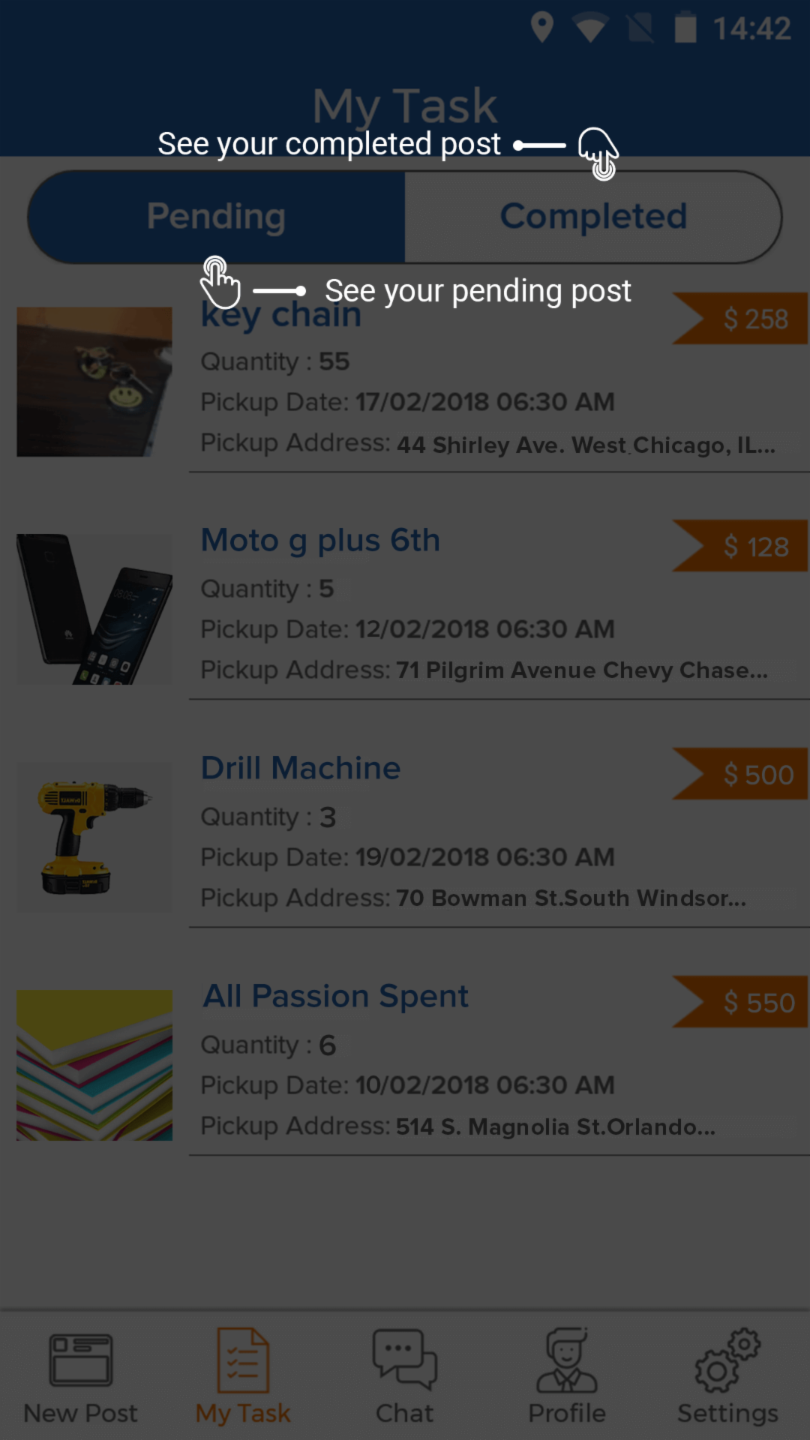 14:42
My Task
See your completed post
Pending
Completed
See your pending post
key chain
$ 258
Quantity : 55
Pickup Date: 17/02/2018 06:30 AM
Pickup Address: 44 Shirley Ave. West Chicago, IL...
Moto g plus 6th
$ 128
Quantity : 5
Pickup Date: 12/02/2018 06:30 AM
Pickup Address: 71 Pilgrim Avenue Chevy Chase...
Drill Machine
$ 500
Quantity : 3
Pickup Date: 19/02/2018 06:30 AM
Pickup Address: 70 Bowman St.South Windsor...
All Passion Spent
$ 550
Quantity : 6
Pickup Date: 10/02/2018 06:30 AM
Pickup Address: 514 S. Magnolia St.Orlando...
New Post
My Task
Chat
Profile
Settings